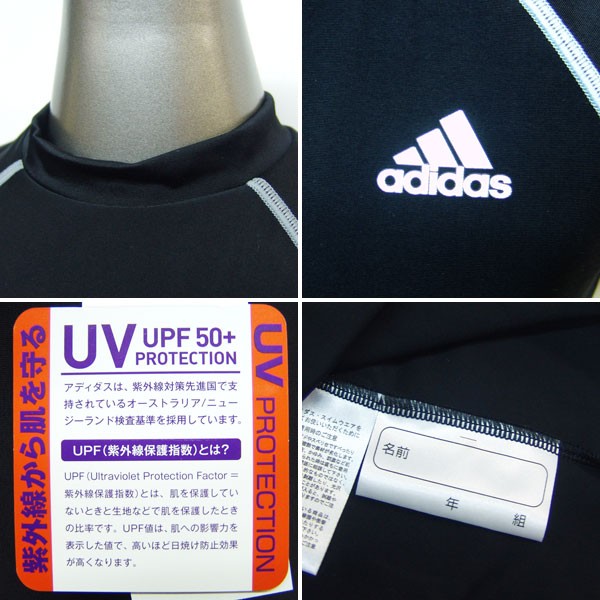 adidas
紫外線から肌を守る
UV UPF 50+
PROTECTION
UV PROTECTION
アディダスは、紫外線対策先進国で支
持されているオーストラリア/ニュー
ジーランド検査基準を採用しています。
UPF(紫外線保護指数)とは?
UPF(Ultraviolet Protection Factor=
紫外線保護指数)とは、肌を保護してい
ないときと生地などで肌を保護したとき
の比率です。UPF値は、肌への影響力を
表示した値で、高いほど日焼け防止効果
が高くなります。
名前
年 組